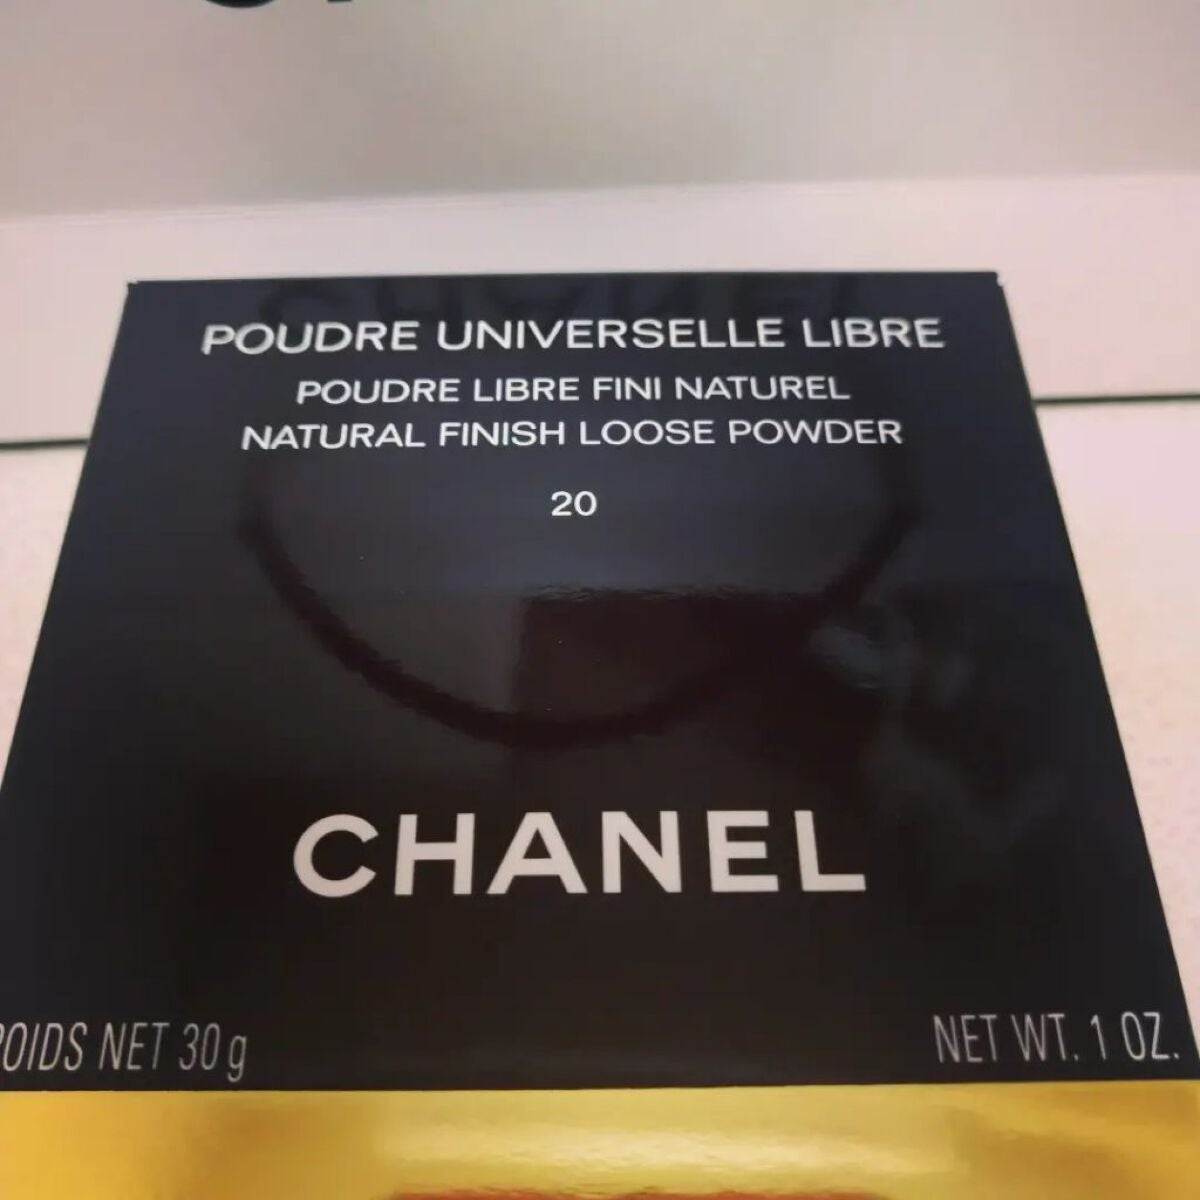 POUDRE UNIVERSELLE LIBRE
POUDRE LIBRE FINI NATUREL
NATURAL FINISH LOOSE POWDER
20
CHANEL
POIDS NET 30 g
NET WT. 1 OZ.